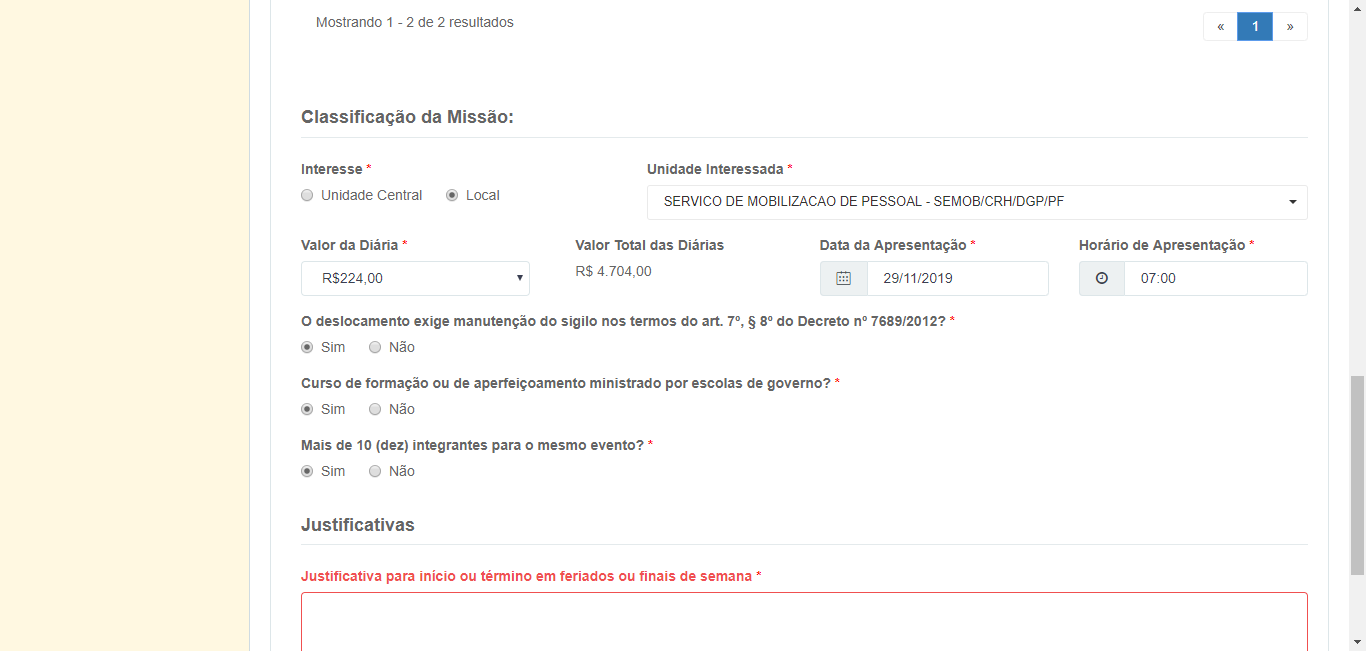 Mostrando 1 - 2 de 2 resultados
« 1 »
Classificação da Missão:
Interesse * Unidade Interessada *
Unidade Central Local SERVICO DE MOBILIZACAO DE PESSOAL - SEMOB/CRH/DGP/PF
Valor da Diária * Valor Total das Diárias Data da Apresentação * Horário de Apresentação *
R$224,00 R$ 4.704,00 29/11/2019 07:00
O deslocamento exige manutenção do sigilo nos termos do art. 7º, § 8º do Decreto nº 7689/2012? *
Sim Não
Curso de formação ou de aperfeiçoamento ministrado por escolas de governo? *
Sim Não
Mais de 10 (dez) integrantes para o mesmo evento? *
Sim Não
Justificativas
Justificativa para início ou término em feriados ou finais de semana *